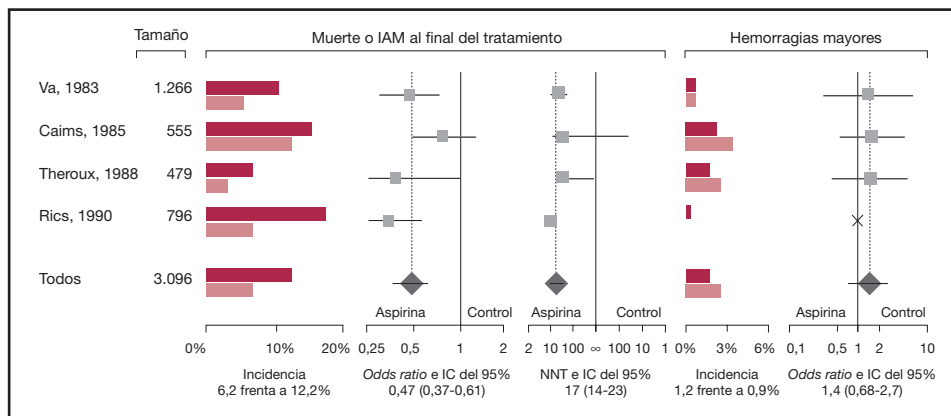 Tamaño
Muerte o IAM al final del tratamiento
Hemorragias mayores
Va, 1983 1.266
Caims, 1985 555
Theroux, 1988 479
Rics, 1990 796
Todos 3.096
Aspirina Control Aspirina Control Aspirina Control
0% 10% 20% 0,25 0,5 1 2 2 10 100 ∞ 100 10 1 0% 3% 6% 0,1 0,5 1 2 10
Incidencia Odds ratio e IC del 95% NNT e IC del 95% Incidencia Odds ratio e IC del 95%
6,2 frente a 12,2% 0,47 (0,37-0,61) 17 (14-23) 1,2 frente a 0,9% 1,4 (0,68-2,7)